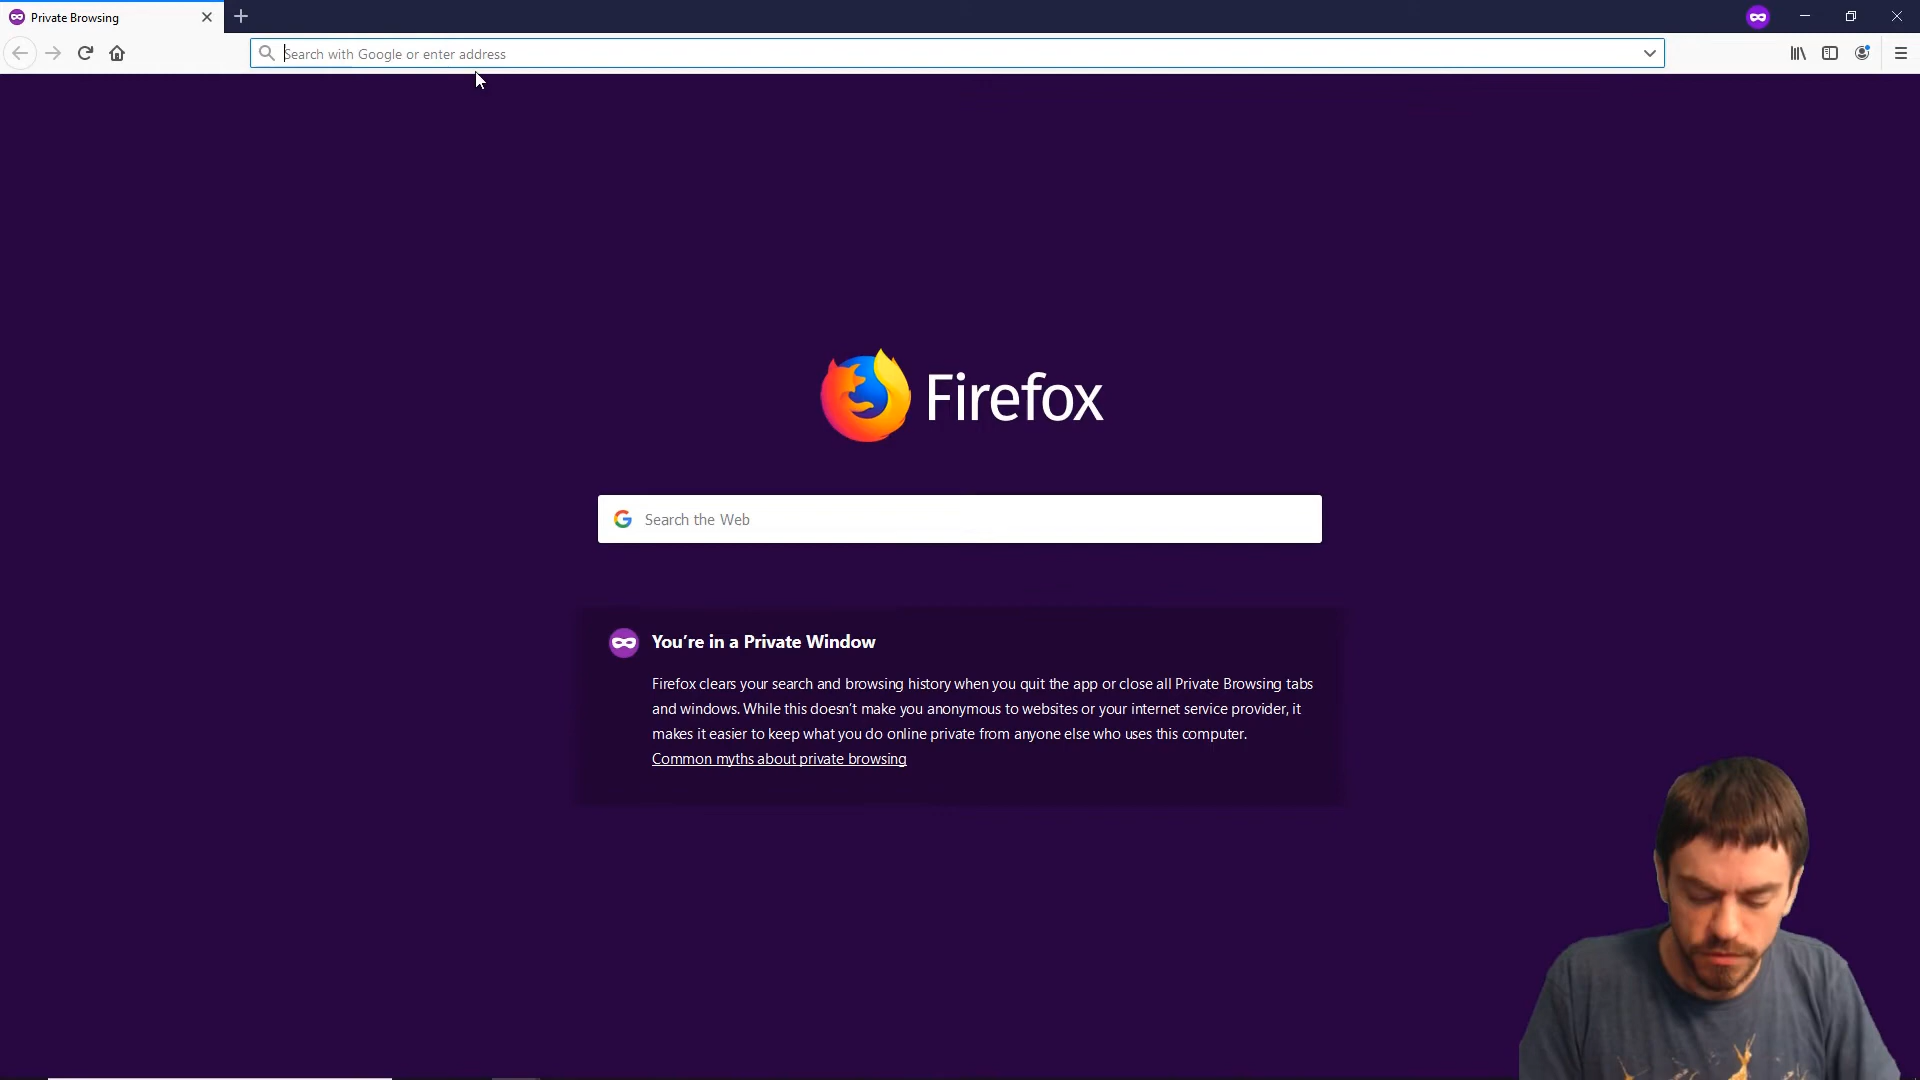 Private Browsing
Search with Google or enter address
Firefox
Search the Web
You’re in a Private Window
Firefox clears your search and browsing history when you quit the app or close all Private Browsing tabs
and windows. While this doesn’t make you anonymous to websites or your internet service provider, it
makes it easier to keep what you do online private from anyone else who uses this computer.
Common myths about private browsing